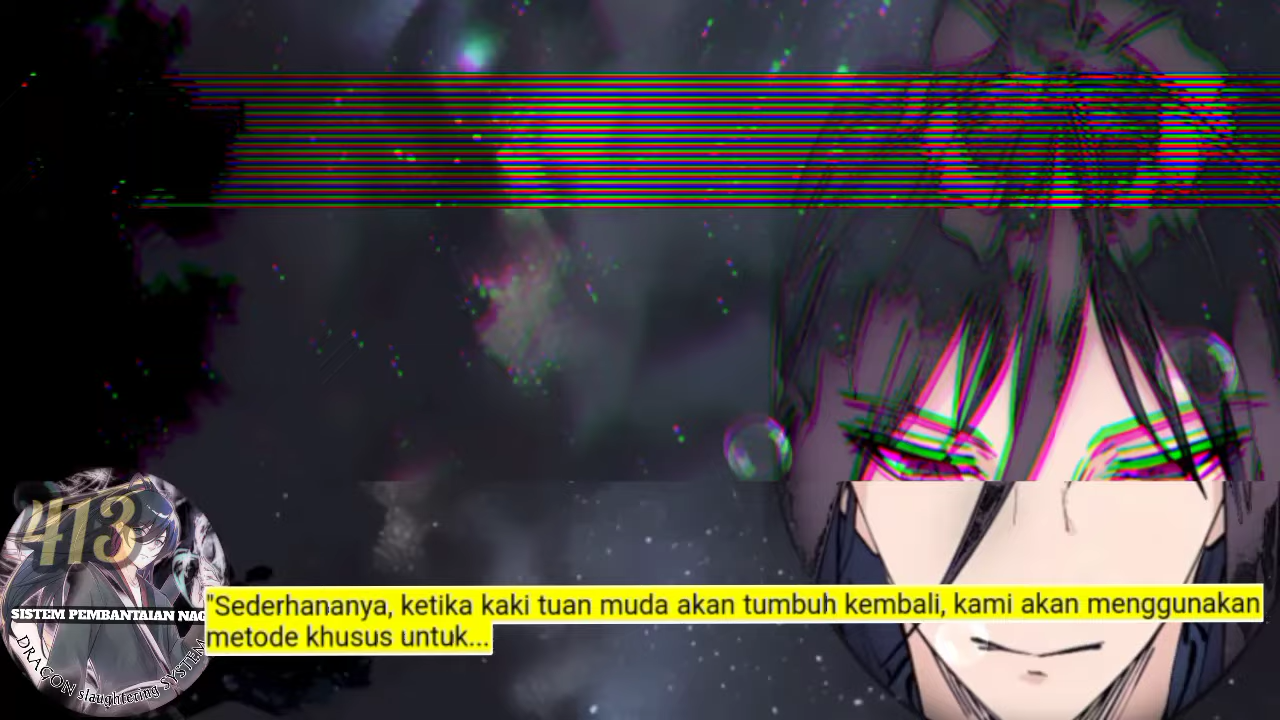 413
SISTEM PEMBANTAIAN NAG
DRACON slaughtering SYSTEM
"Sederhananya, ketika kaki tuan muda akan tumbuh kembali, kami akan menggunakan
metode khusus untuk...